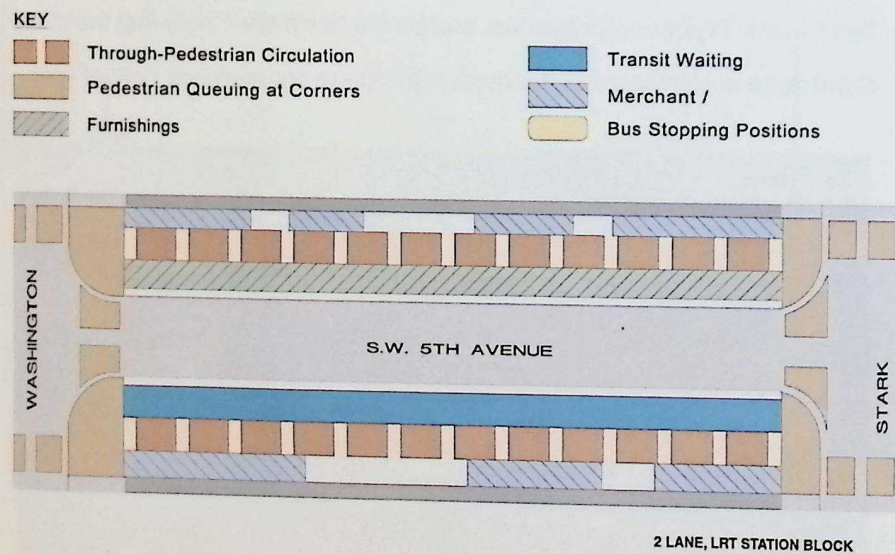 KEY
Through-Pedestrian Circulation
Pedestrian Queuing at Corners
Furnishings
Transit Waiting
Merchant /
Bus Stopping Positions
WASHINGTON
S.W. 5TH AVENUE
STARK
2 LANE, LRT STATION BLOCK